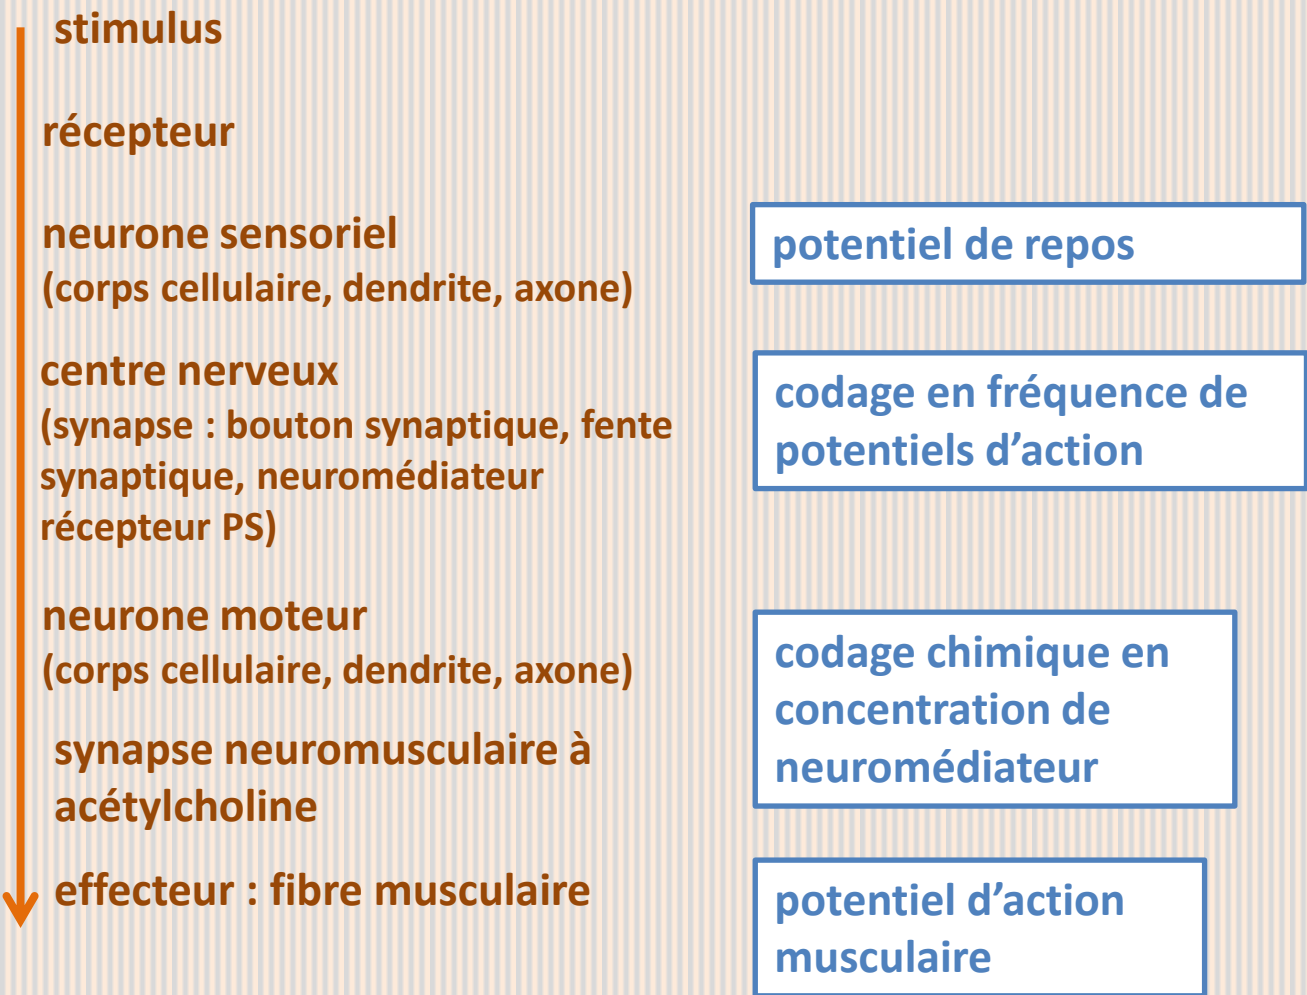 stimulus
récepteur
neurone sensoriel
(corps cellulaire, dendrite, axone)
potentiel de repos
centre nerveux
(synapse : bouton synaptique, fente
synaptique, neuromédiateur
récepteur PS)
codage en fréquence de
potentiels d’action
neurone moteur
(corps cellulaire, dendrite, axone)
synapse neuromusculaire à
acétylcholine
codage chimique en
concentration de
neuromédiateur
effecteur : fibre musculaire
potentiel d’action
musculaire